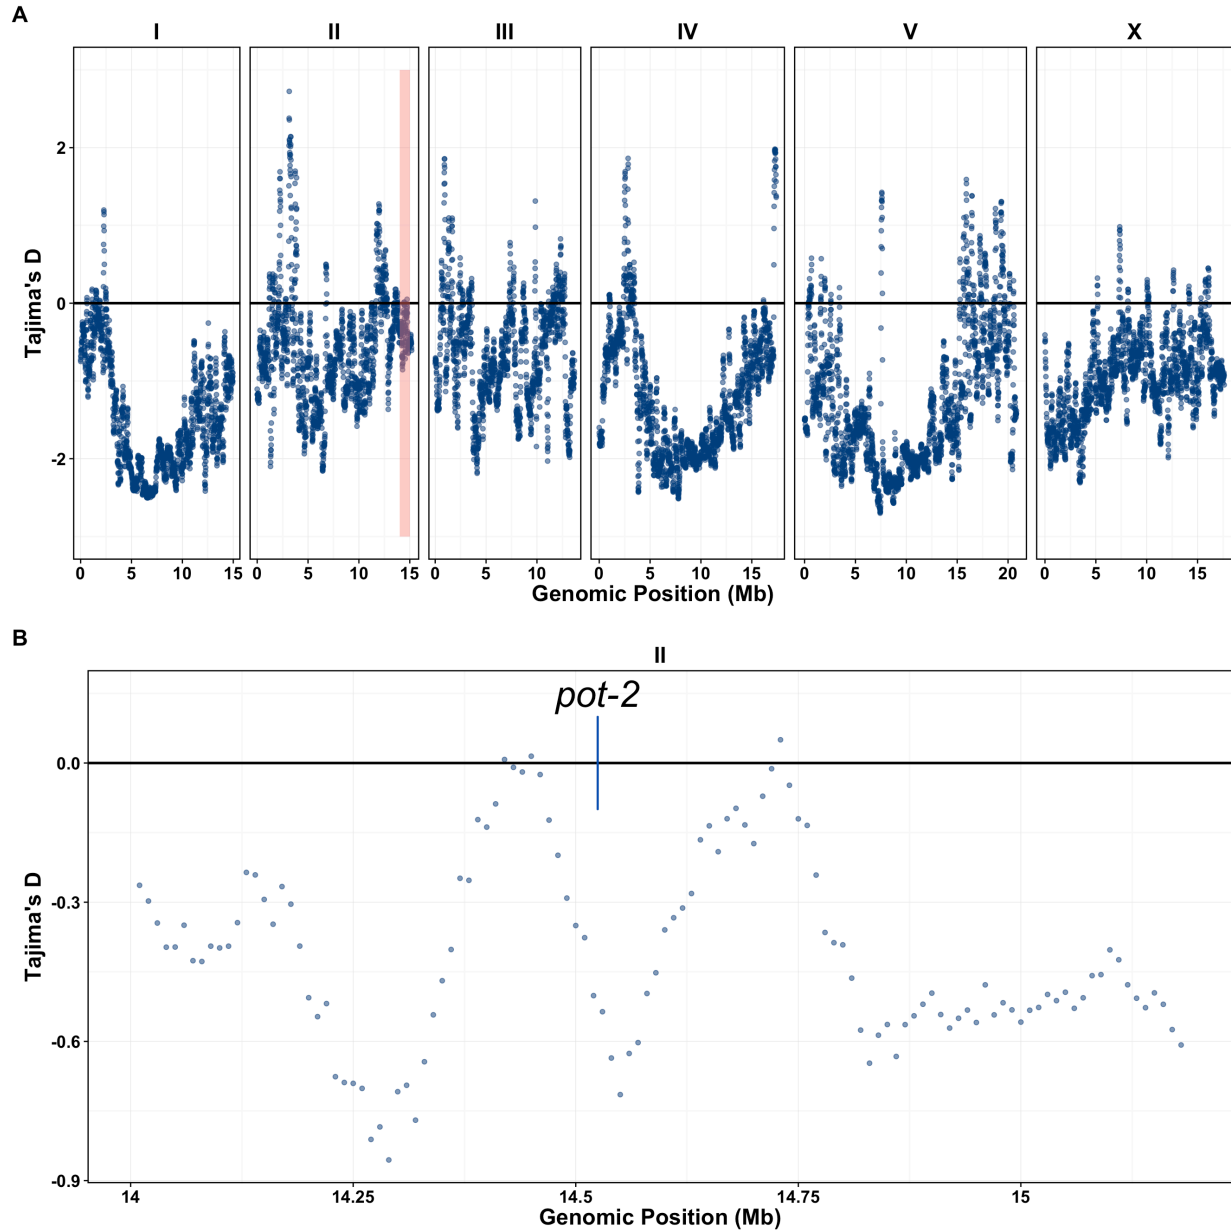 A
I II III IV V X
2
0
-2
Tajima's D
0 5 10 15 0 5 10 15 0 5 10 0 5 10 15 0 5 10 15 20 0 5 10 15
Genomic Position (Mb)
B
II
pot-2
0.0
-0.3
-0.6
-0.9
Tajima's D
14 14.25 14.5 14.75 15
Genomic Position (Mb)